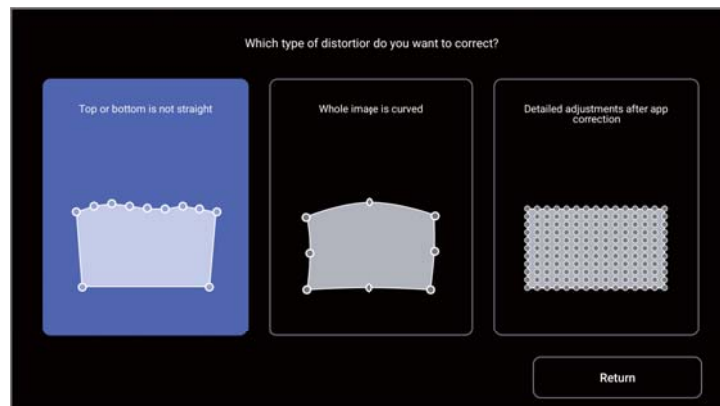 Which type of distortior do you want to correct?
Top or bottom is not straight
Whole image is curved
Detailed adjustments after app
correction
Return